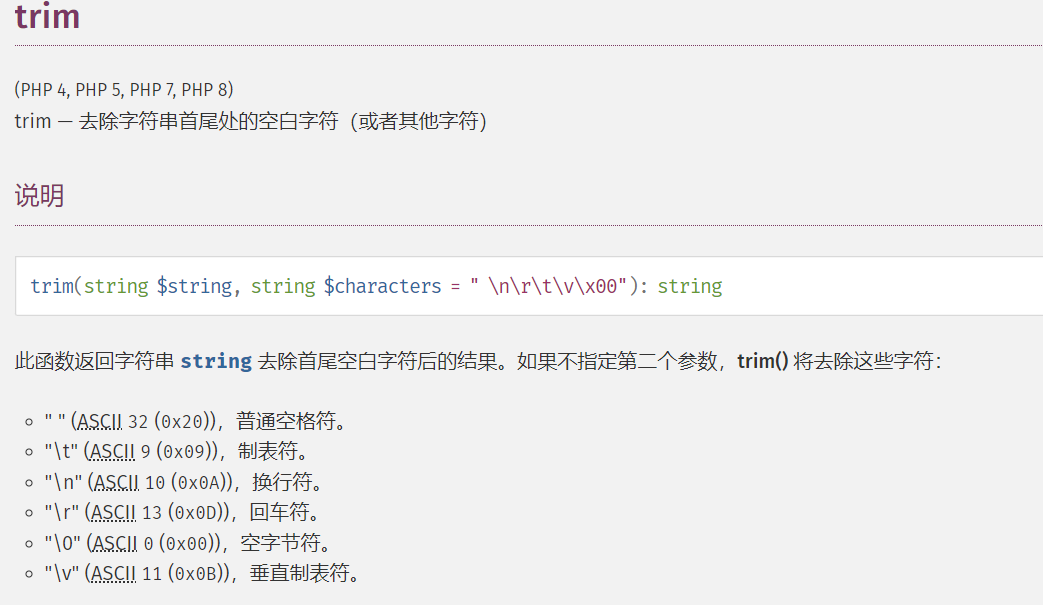 trim
(PHP 4, PHP 5, PHP 7, PHP 8)
trim — 去除字符串首尾处的空白字符（或者其他字符）
说明
trim(string $string, string $characters = " \n\r\t\v\x00"): string
此函数返回字符串 string 去除首尾空白字符后的结果。如果不指定第二个参数，trim() 将去除这些字符：
" " (ASCII 32 (0x20))，普通空格符。
"\t" (ASCII 9 (0x09))，制表符。
"\n" (ASCII 10 (0x0A))，换行符。
"\r" (ASCII 13 (0x0D))，回车符。
"\0" (ASCII 0 (0x00))，空字节符。
"\v" (ASCII 11 (0x0B))，垂直制表符。